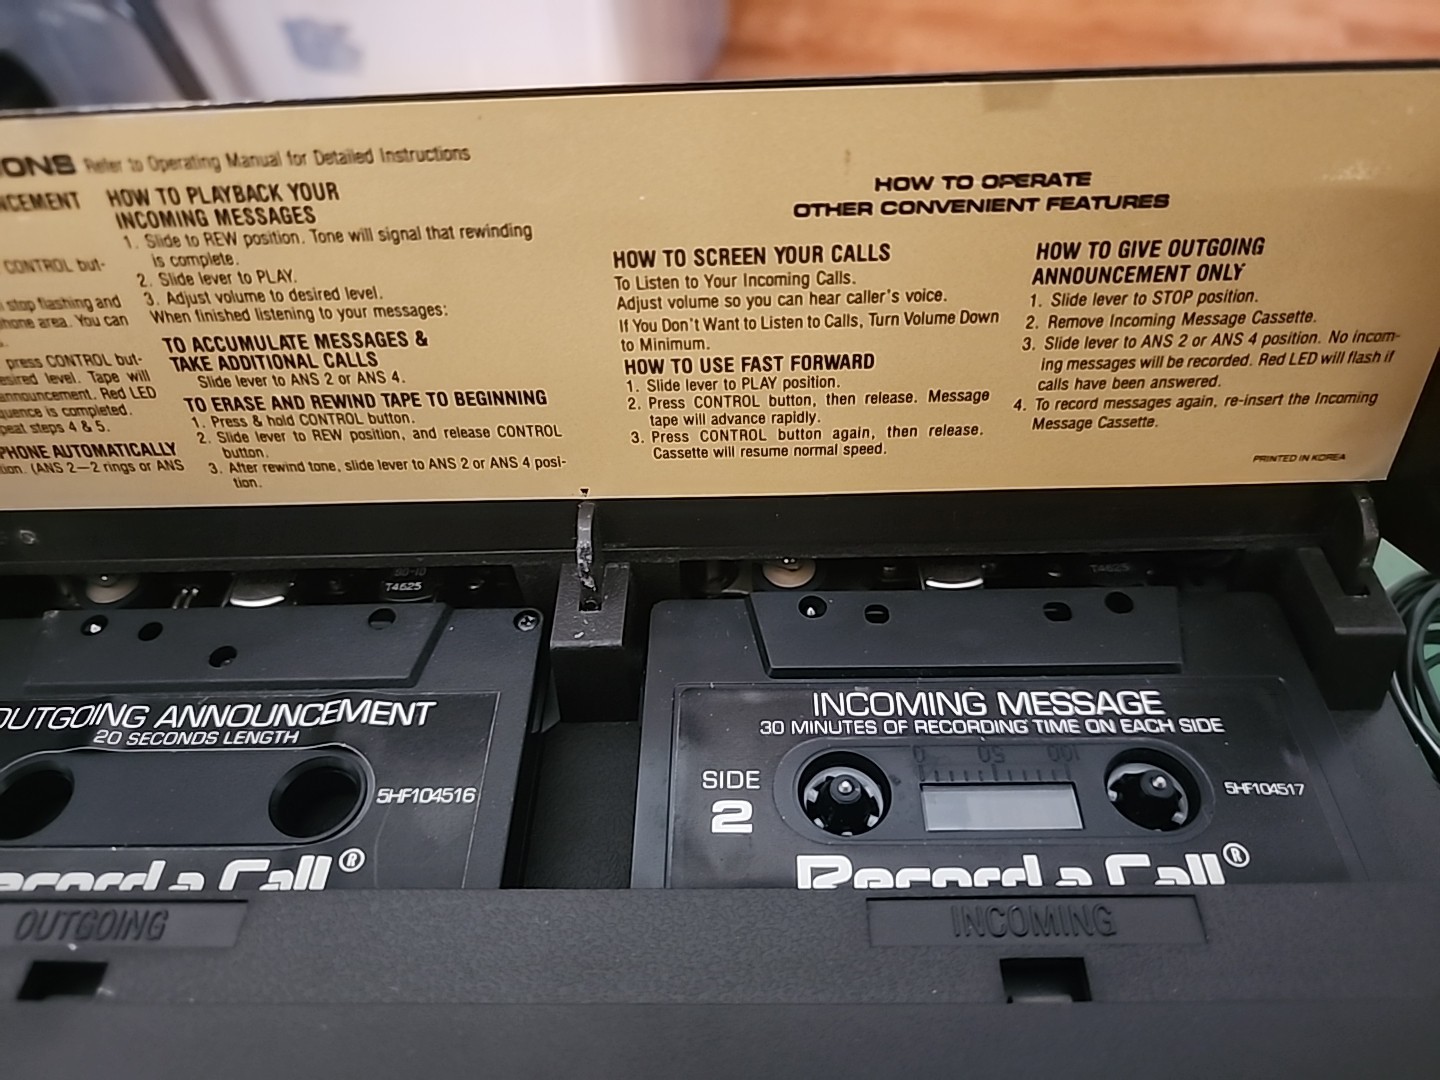 Refer to Operating Manual for Detailed Instructions
CONTROL but-
stop flashing and
area. You can
press CONTROL but-
level. Tape will
announcement. Red LED
is completed.
steps 4 & 5.
PHONE AUTOMATICALLY
(ANS 2—2 rings or ANS
HOW TO PLAYBACK YOUR
INCOMING MESSAGES
1. Slide to REW position. Tone will signal that rewinding
is complete.
2. Slide lever to PLAY.
3. Adjust volume to desired level.
When finished listening to your messages:
TO ACCUMULATE MESSAGES &
TAKE ADDITIONAL CALLS
Slide lever to ANS 2 or ANS 4.
TO ERASE AND REWIND TAPE TO BEGINNING
1. Press & hold CONTROL button.
2. Slide lever to REW position, and release CONTROL
button.
3. After rewind tone, slide lever to ANS 2 or ANS 4 posi-
tion.
HOW TO OPERATE
OTHER CONVENIENT FEATURES
HOW TO SCREEN YOUR CALLS
To Listen to Your Incoming Calls.
Adjust volume so you can hear caller's voice.
If You Don't Want to Listen to Calls, Turn Volume Down
to Minimum.
HOW TO USE FAST FORWARD
1. Slide lever to PLAY position.
2. Press CONTROL button, then release. Message
tape will advance rapidly.
3. Press CONTROL button again, then release.
Cassette will resume normal speed.
HOW TO GIVE OUTGOING
ANNOUNCEMENT ONLY
1. Slide lever to STOP position.
2. Remove Incoming Message Cassette.
3. Slide lever to ANS 2 or ANS 4 position. No incom-
ing messages will be recorded. Red LED will flash if
calls have been answered.
4. To record messages again, re-insert the Incoming
Message Cassette.
PRINTED IN KOREA
T4625
T4625
OUTGOING ANNOUNCEMENT
20 SECONDS LENGTH
5HF104516
Record a Call®
OUTGOING
INCOMING MESSAGE
30 MINUTES OF RECORDING TIME ON EACH SIDE
0 50 100
SIDE
2
5HF104517
Record a Call®
INCOMING